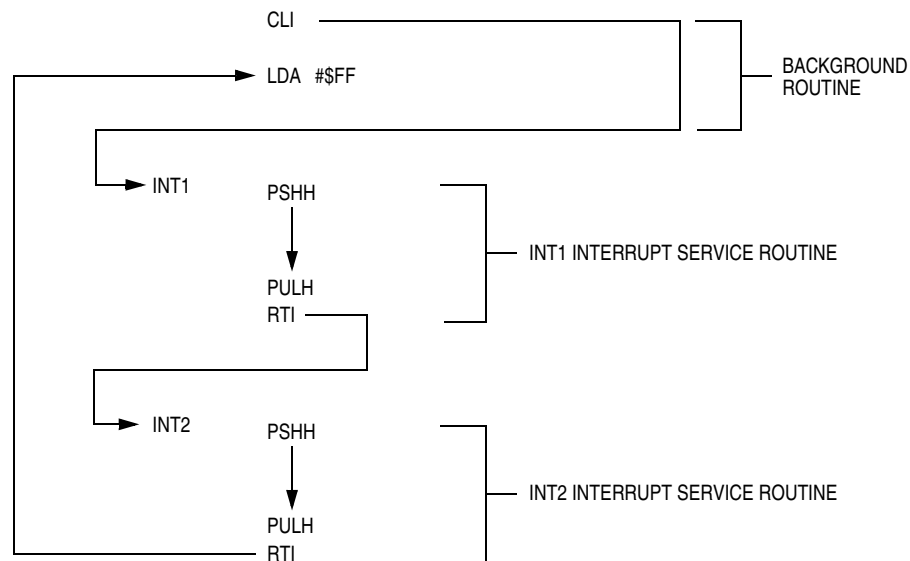 CLI
LDA #$FF
BACKGROUND
ROUTINE
INT1
PSHH
INT1 INTERRUPT SERVICE ROUTINE
PULH
RTI
INT2
PSHH
INT2 INTERRUPT SERVICE ROUTINE
PULH
RTI